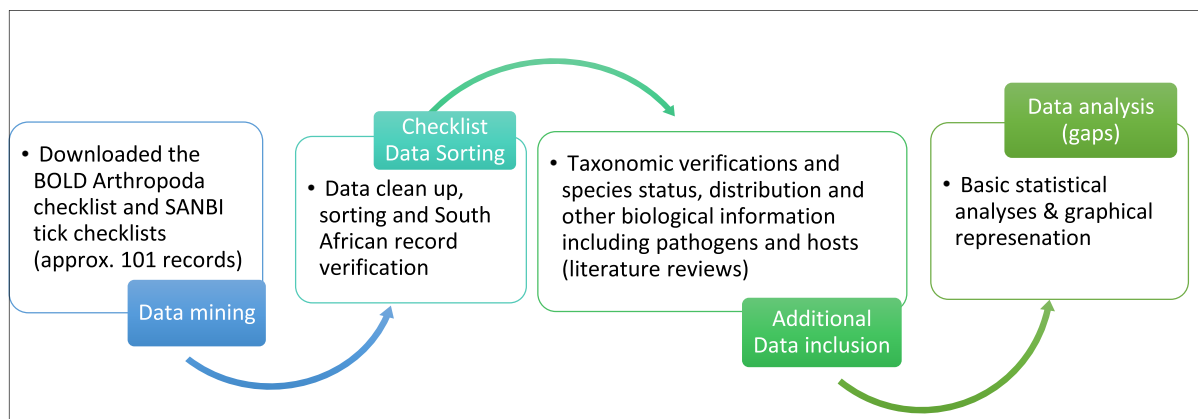 • Downloaded the
BOLD Arthropoda
checklist and SANBI
tick checklists
(approx. 101 records)
Data mining
Checklist
Data Sorting
• Data clean up,
sorting and South
African record
verification
• Taxonomic verifications and
species status, distribution and
other biological information
including pathogens and hosts
(literature reviews)
Additional
Data inclusion
Data analysis
(gaps)
• Basic statistical
analyses & graphical
represenation